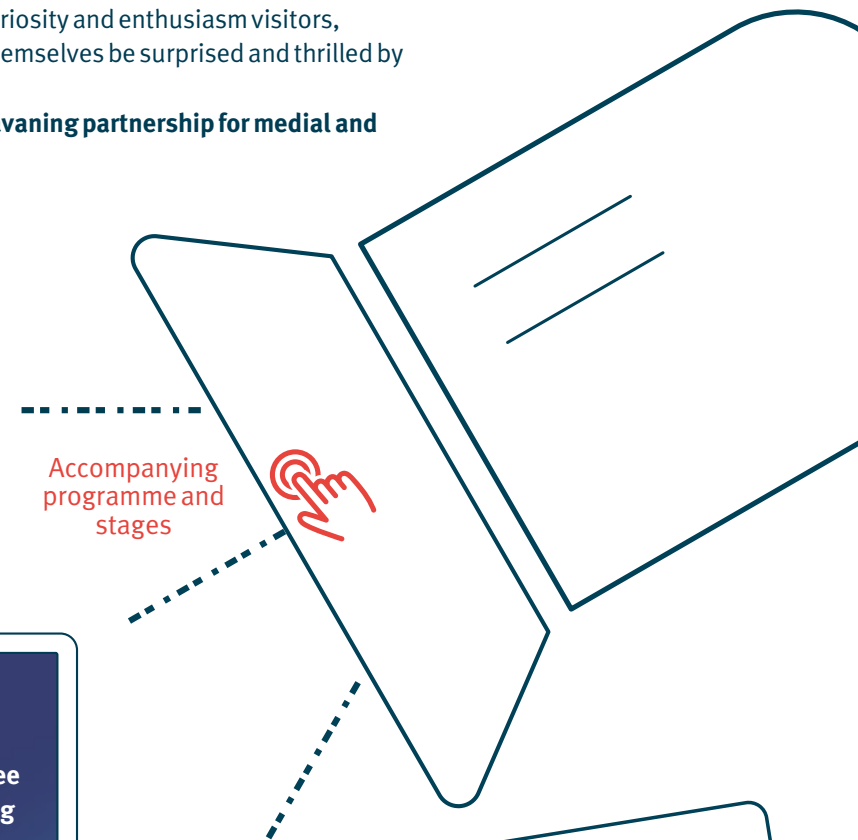 riosity and enthusiasm visitors,
emselves be surprised and thrilled by
vaning partnership for medial and
Accompanying
programme and
stages
ee
g